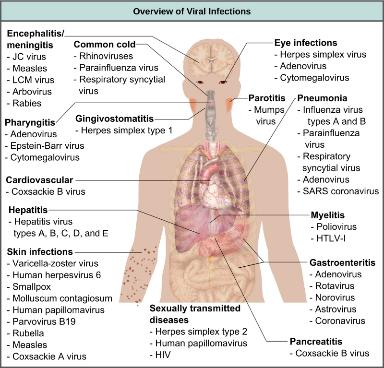 Overview of Viral Infections
Encephalitis/
meningitis
- JC virus
- Measles
- LCM virus
- Arbovirus
- Rabies
Common cold
- Rhinoviruses
- Parainfluenza virus
- Respiratory syncytial
virus
Eye infections
- Herpes simplex virus
- Adenovirus
- Cytomegalovirus
Pharyngitis
- Adenovirus
- Epstein-Barr virus
- Cytomegalovirus
Gingivostomatitis
- Herpes simplex type 1
Parotitis
- Mumps
virus
Pneumonia
- Influenza virus
types A and B
- Parainfluenza
virus
- Respiratory
syncytial virus
- Adenovirus
- SARS coronavirus
Cardiovascular
- Coxsackie B virus
Hepatitis
- Hepatitis virus
types A, B, C, D, and E
Myelitis
- Poliovirus
- HTLV-I
Skin infections
- Varicella-zoster virus
- Human herpesvirus 6
- Smallpox
- Molluscum contagiosum
- Human papillomavirus
- Parvovirus B19
- Rubella
- Measles
- Coxsackie A virus
Gastroenteritis
- Adenovirus
- Rotavirus
- Norovirus
- Astrovirus
- Coronavirus
Sexually transmitted
diseases
- Herpes simplex type 2
- Human papillomavirus
- HIV
Pancreatitis
- Coxsackie B virus